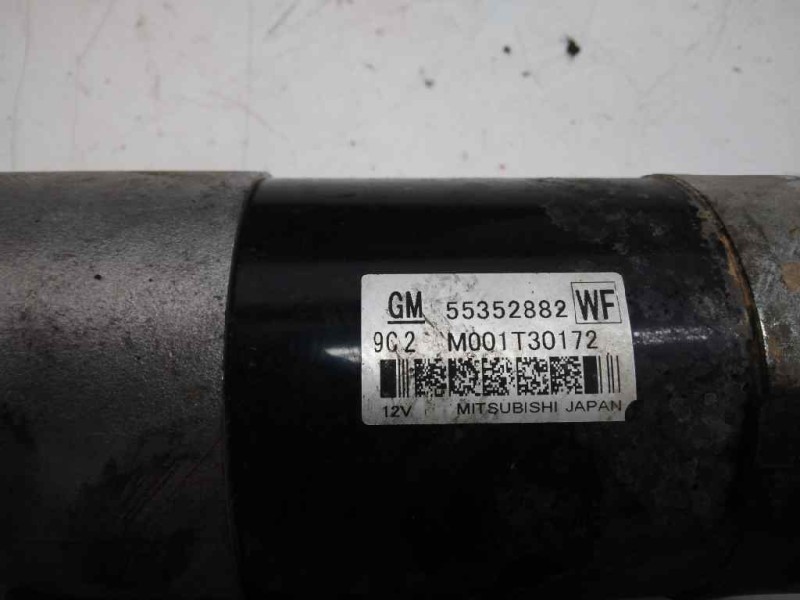 GM 55352882 WF
9C2 M001T30172
12V MITSUBISHI JAPAN